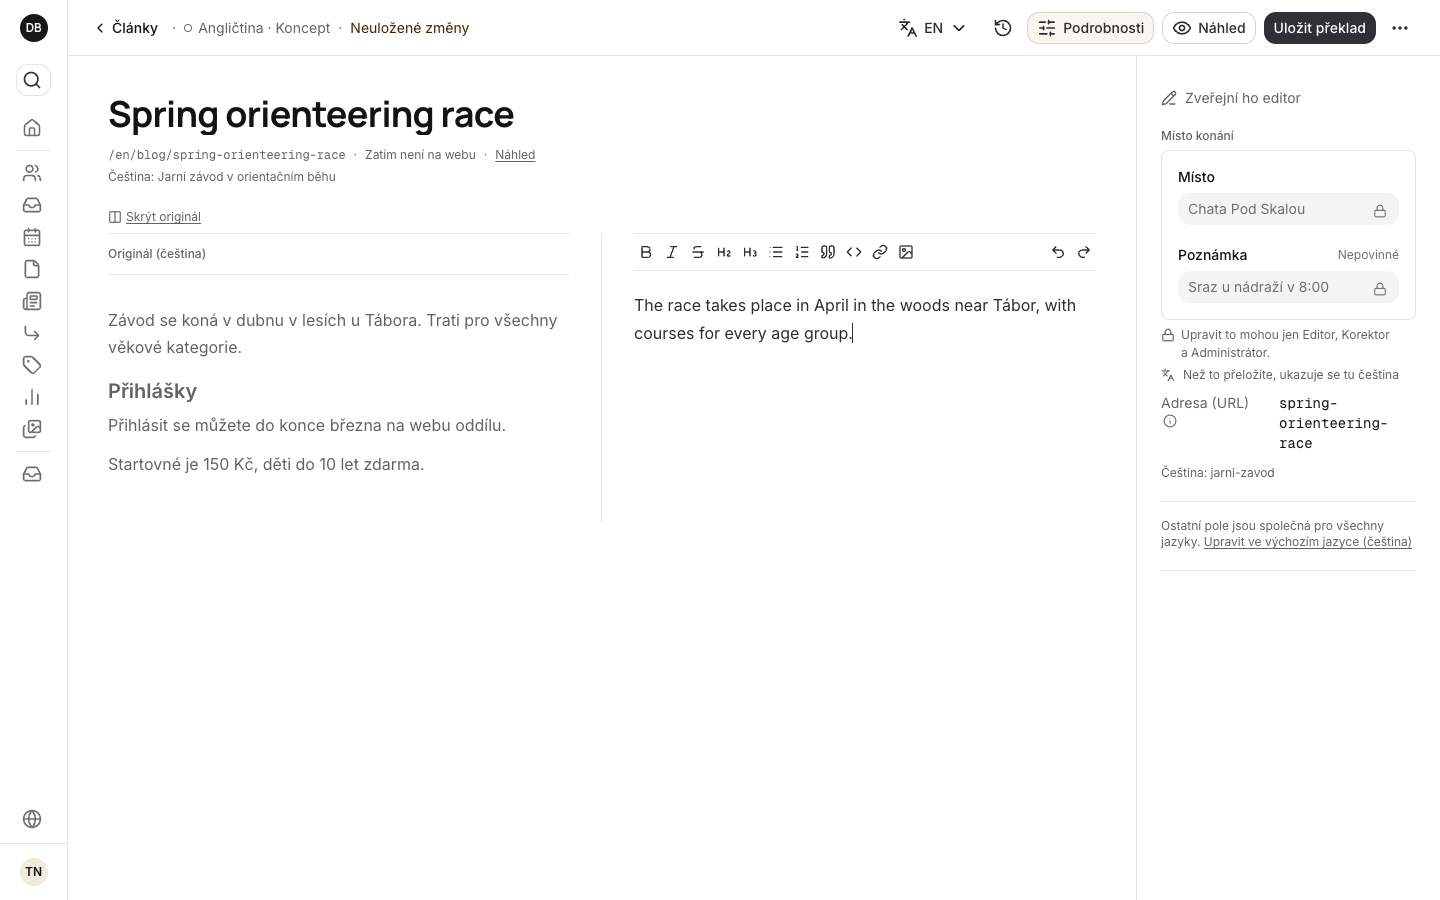 DB
Články · Angličtina · Koncept · Neuložené změny
EN
Podrobnosti
Náhled
Uložit překlad
Spring orienteering race
/en/blog/spring-orienteering-race · Zatím není na webu · Náhled
Čeština: Jarní závod v orientačním běhu
Skrýt originál
Originál (čeština)
Závod se koná v dubnu v lesích u Tábora. Trati pro všechny
věkové kategorie.
Přihlášky
Přihlásit se můžete do konce března na webu oddílu.
Startovné je 150 Kč, děti do 10 let zdarma.
H2 H3
The race takes place in April in the woods near Tábor, with
courses for every age group.
Zveřejní ho editor
Místo konání
Místo
Chata Pod Skalou
Poznámka Nepovinné
Sraz u nádraží v 8:00
Upravit to mohou jen Editor, Korektor
a Administrátor.
Než to přeložíte, ukazuje se tu čeština
Adresa (URL)
spring-
orienteering-
race
Čeština: jarni-zavod
Ostatní pole jsou společná pro všechny
jazyky. Upravit ve výchozím jazyce (čeština)
TN